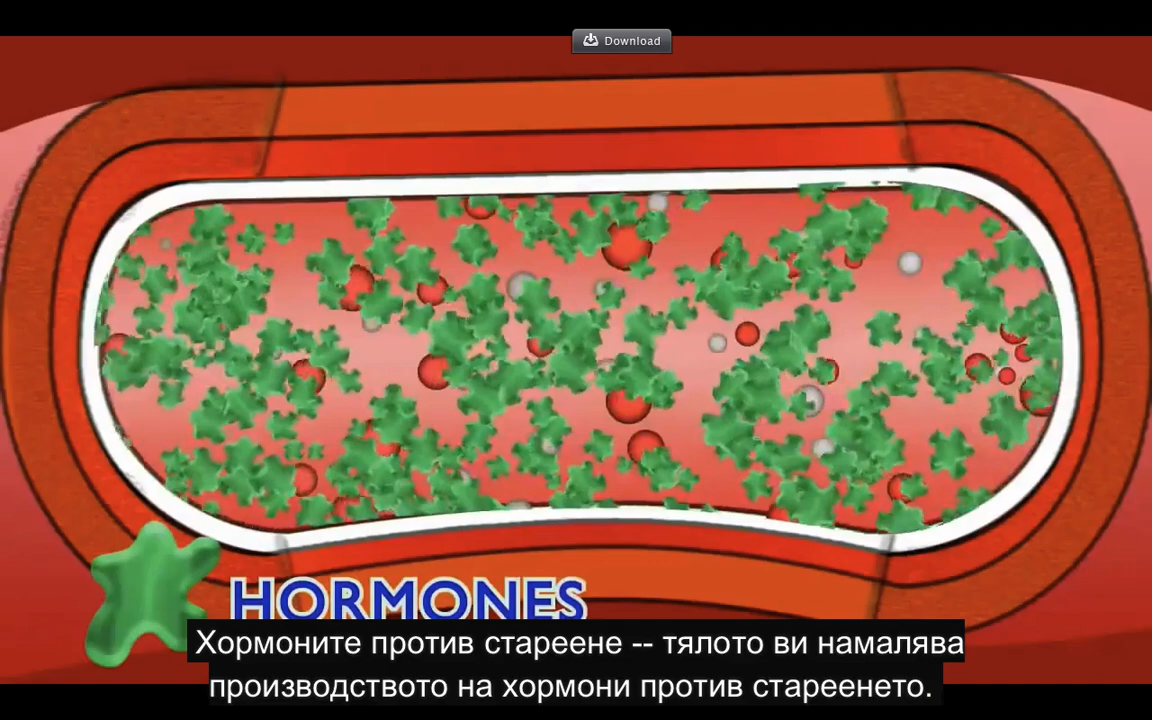 Download
HORMONES
Хормоните против стареене -- тялото ви намалява
производството на хормони против стареенето.